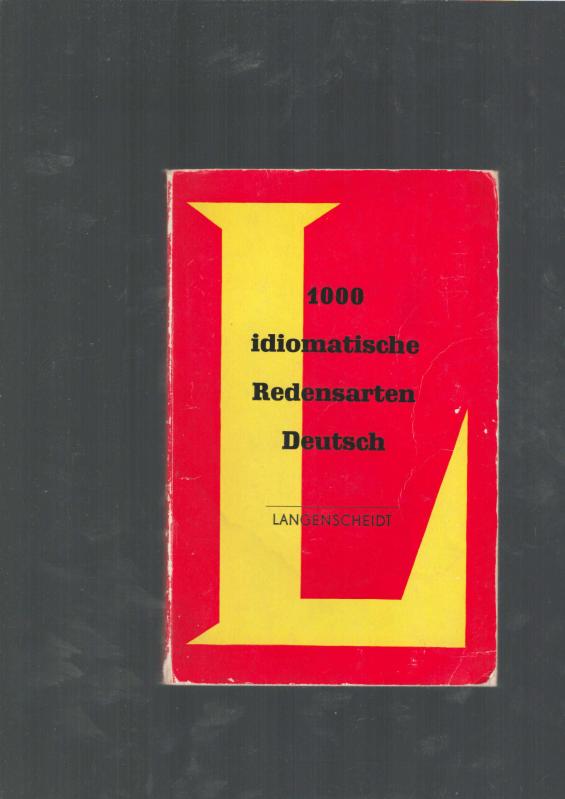 1000
idiomatische
Redensarten
Deutsch
LANGENSCHEIDT